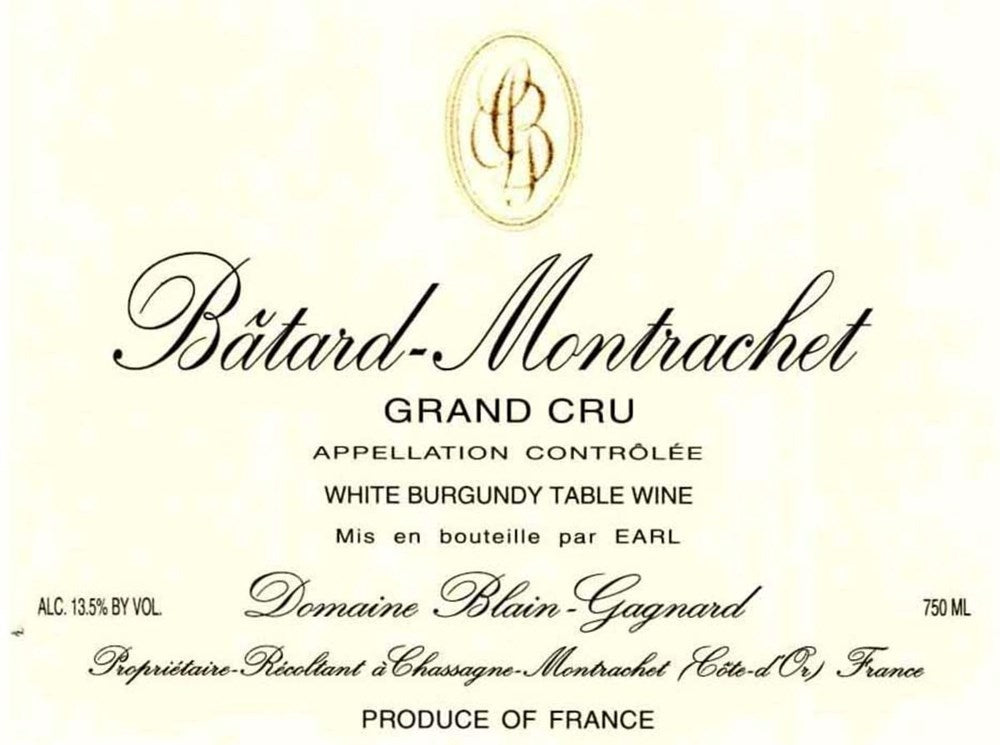 Bâtard-Montrachet
GRAND CRU
APPELLATION CONTRÔLÉE
WHITE BURGUNDY TABLE WINE
Mis en bouteille par EARL
ALC. 13.5% BY VOL. Domaine Blain-Gagnard 750 ML
Propriétaire-Récoltant à Chassagne-Montrachet (Côte-d'Or) France
PRODUCE OF FRANCE